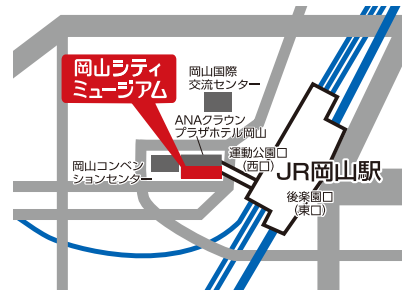 岡山シティ
ミュージアム
岡山国際
交流センター
ANAクラウン
プラザホテル岡山
岡山コンベン
ションセンター
運動公園口
(西口)
JR岡山駅
後楽園口
(東口)